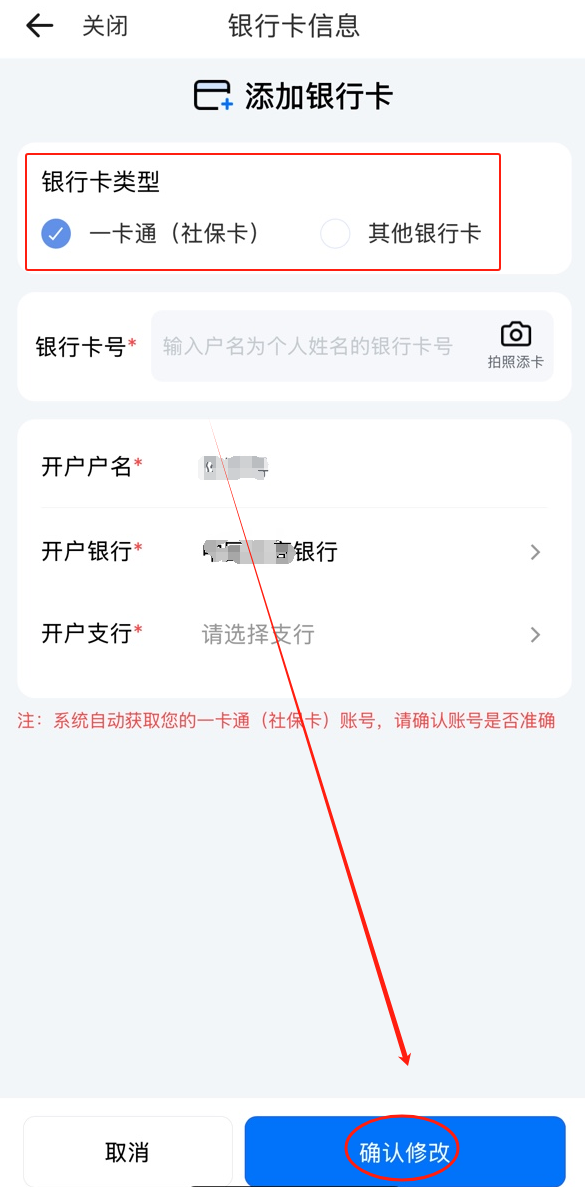 关闭 银行卡信息
添加银行卡
银行卡类型
一卡通（社保卡） 其他银行卡
银行卡号* 输入户名为个人姓名的银行卡号
拍照添卡
开户户名*
开户银行* 银行
开户支行* 请选择支行
注：系统自动获取您的一卡通（社保卡）账号，请确认账号是否准确
取消 确认修改